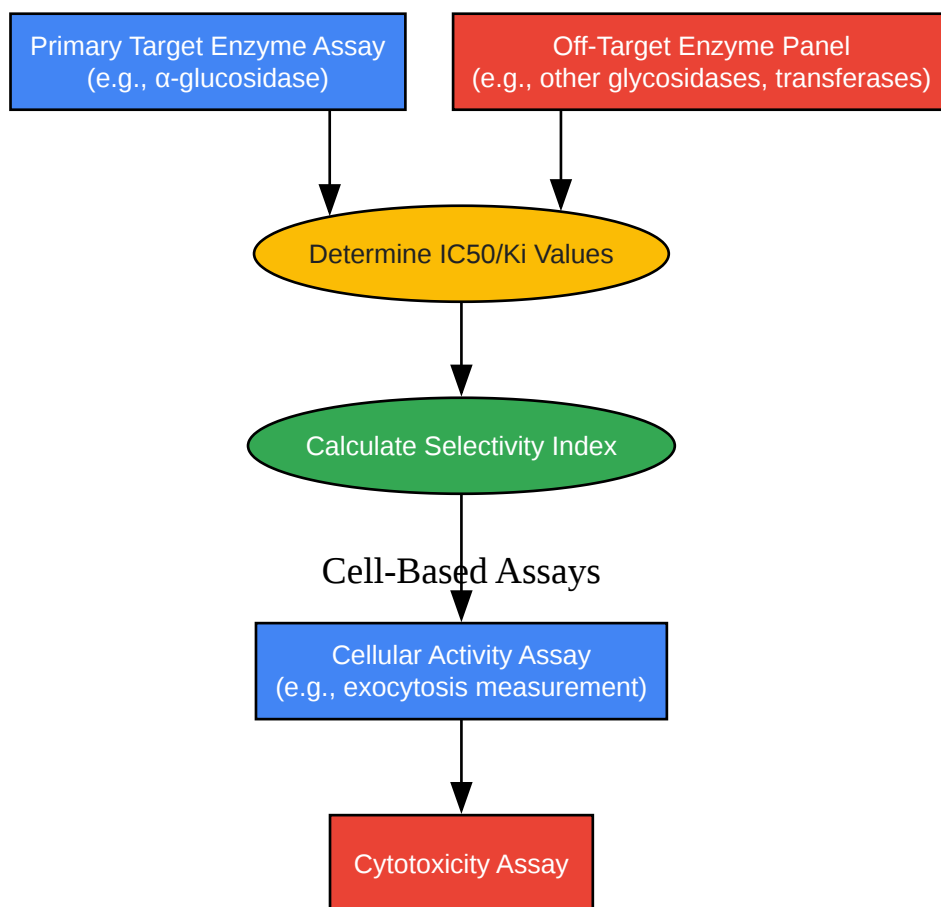 Primary Target Enzyme Assay
(e.g., α-glucosidase)
Off-Target Enzyme Panel
(e.g., other glycosidases, transferases)
Determine IC50/Ki Values
Calculate Selectivity Index
Cell-Based Assays
Cellular Activity Assay
(e.g., exocytosis measurement)
Cytotoxicity Assay